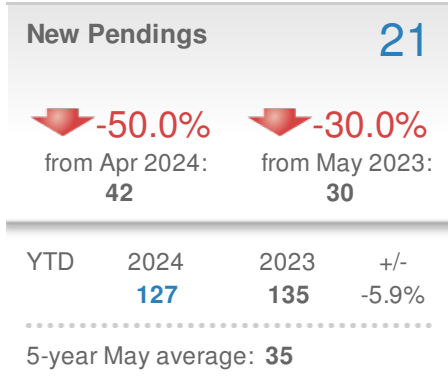 New Pendings 21
-50.0% -30.0%
from Apr 2024: from May 2023:
42 30
YTD 2024 2023 +/-
127 135 -5.9%
5-year May average: 35